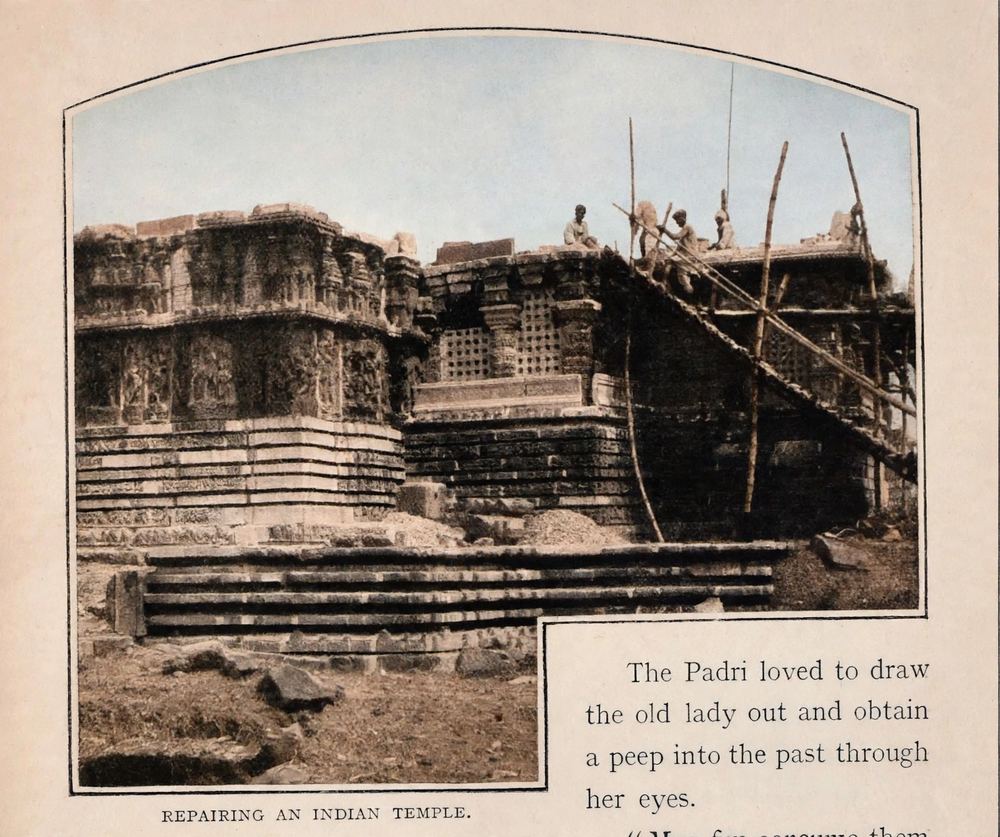 REPAIRING AN INDIAN TEMPLE.
The Padri loved to draw
the old lady out and obtain
a peep into the past through
her eyes.